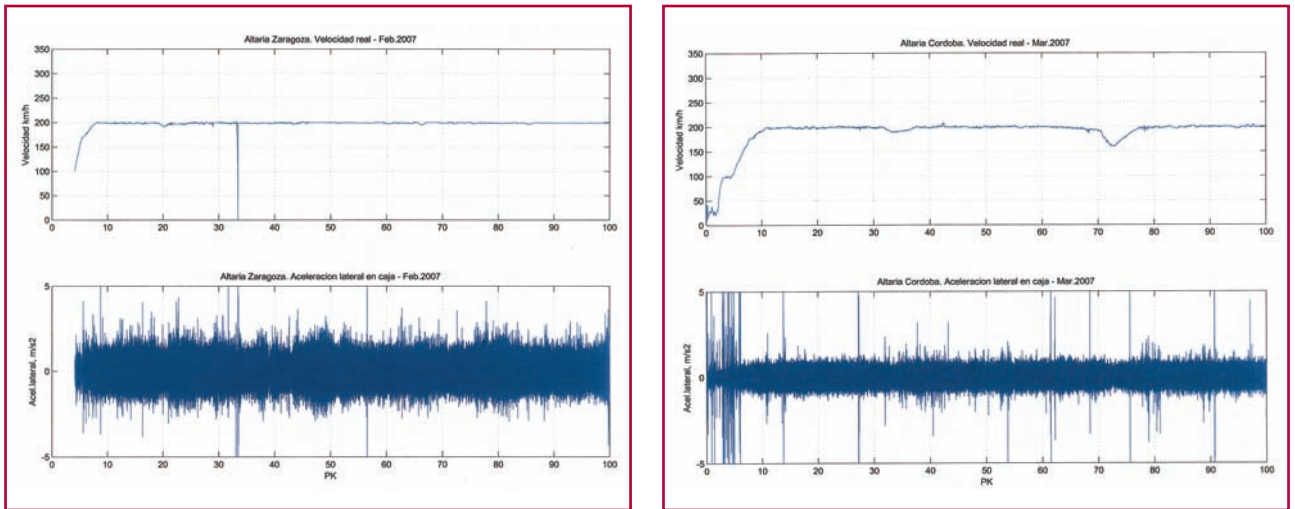 Altaria Zaragoza. Velocidad real - Feb.2007
Velocidad km/h
350
300
250
200
150
100
50
0
0 10 20 30 40 50 60 70 80 90 100
Altaria Zaragoza. Aceleracion lateral en caja - Feb.2007
Acel.lateral, m/s2
5
0
-5
0 10 20 30 40 50 60 70 80 90 100
PK
Altaria Cordoba. Velocidad real - Mar.2007
Velocidad km/h
350
300
250
200
150
100
50
0
0 10 20 30 40 50 60 70 80 90 100
Altaria Cordoba. Aceleracion lateral en caja - Mar.2007
Acel.lateral, m/s2
5
0
-5
0 10 20 30 40 50 60 70 80 90 100
PK